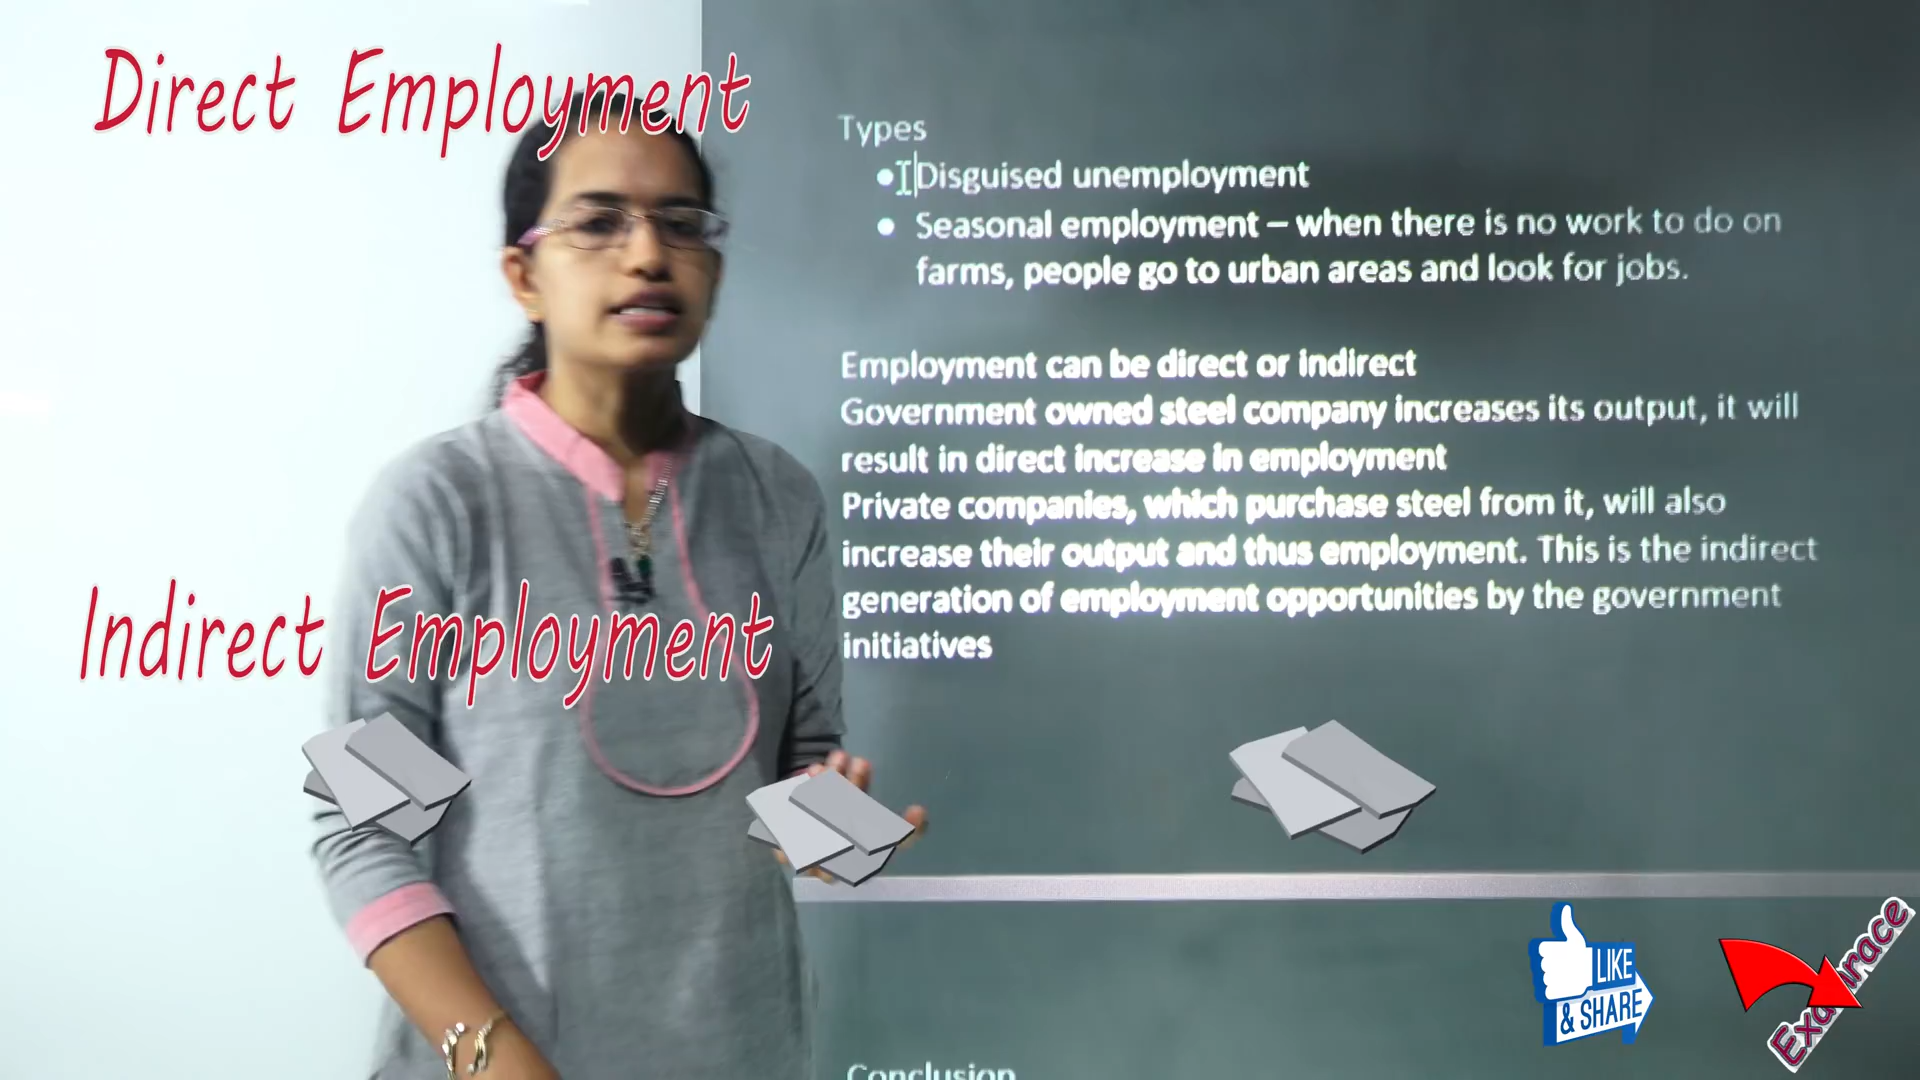 Direct Employment
Types
Disguised unemployment
Seasonal employment – when there is no work to do on
farms, people go to urban areas and look for jobs.
Employment can be direct or indirect
Government owned steel company increases its output, it will
result in direct increase in employment
Private companies, which purchase steel from it, will also
increase their output and thus employment. This is the indirect
generation of employment opportunities by the government
initiatives
Indirect Employment
LIKE
& SHARE
Conclusion